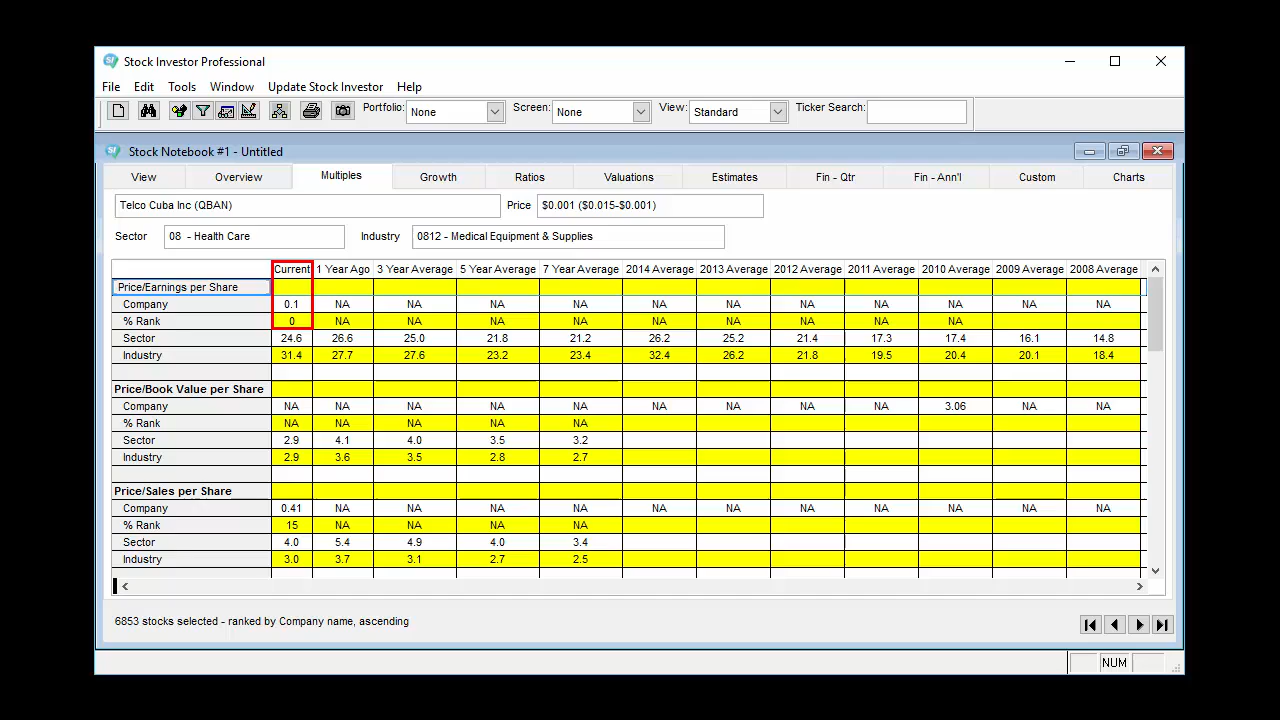 Stock Investor Professional
File Edit Tools Window Update Stock Investor Help
Portfolio: None Screen: None View: Standard Ticker Search:
Stock Notebook #1 - Untitled
View Overview Multiples Growth Ratios Valuations Estimates Fin - Qtr Fin - Ann'l Custom Charts
Telco Cuba Inc (QBAN) Price $0.001 ($0.015-$0.001)
Sector 08 - Health Care Industry 0812 - Medical Equipment & Supplies
Current 1 Year Ago 3 Year Average 5 Year Average 7 Year Average 2014 Average 2013 Average 2012 Average 2011 Average 2010 Average 2009 Average 2008 Average
Price/Earnings per Share
Company 0.1 NA NA NA NA NA NA NA NA NA NA NA
% Rank 0 NA NA NA NA NA NA NA NA NA
Sector 24.6 26.6 25.0 21.8 21.2 26.2 25.2 21.4 17.3 17.4 16.1 14.8
Industry 31.4 27.7 27.6 23.2 23.4 32.4 26.2 21.8 19.5 20.4 20.1 18.4
Price/Book Value per Share
Company NA NA NA NA NA NA NA NA NA 3.06 NA NA
% Rank NA NA NA NA NA
Sector 2.9 4.1 4.0 3.5 3.2
Industry 2.9 3.6 3.5 2.8 2.7
Price/Sales per Share
Company 0.41 NA NA NA NA NA NA NA NA NA NA NA
% Rank 15 NA NA NA NA
Sector 4.0 5.4 4.9 4.0 3.4
Industry 3.0 3.7 3.1 2.7 2.5
6853 stocks selected - ranked by Company name, ascending
NUM